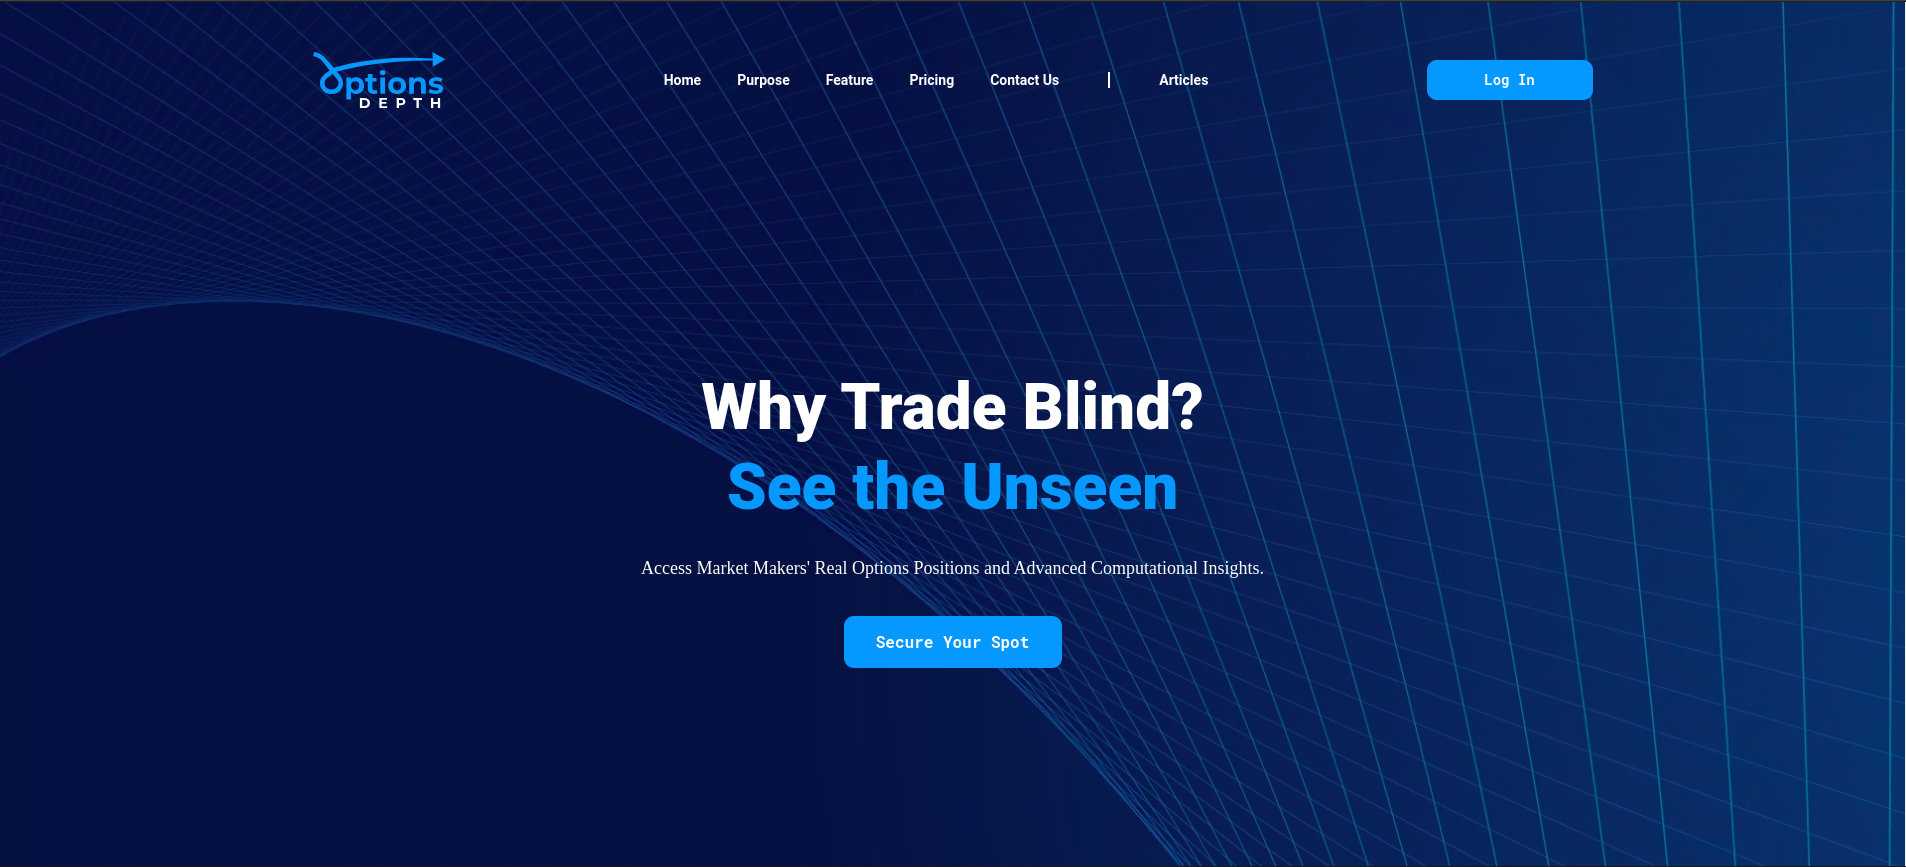 Options
DEPTH
Home Purpose Feature Pricing Contact Us | Articles
Log In
Why Trade Blind?
See the Unseen
Access Market Makers' Real Options Positions and Advanced Computational Insights.
Secure Your Spot